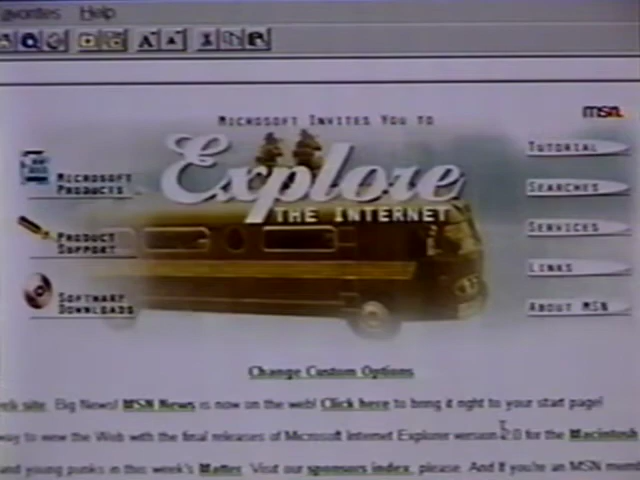 Favorites Help
msn.
MICROSOFT INVITES YOU TO
Explore
THE INTERNET
MICROSOFT
PRODUCTS
PRODUCT
SUPPORT
SOFTWARE
DOWNLOADS
TUTORIAL
SEARCHES
SERVICES
LINKS
ABOUT MSN
Change Custom Options
site. Big News! MSN News is now on the web! Click here to bring it right to your start page!
way to view the Web with the final releases of Microsoft Internet Explorer version 2.0 for the Macintosh
and young punks in this week's Matter. Visit our sponsors index, please. And if you're an MSN